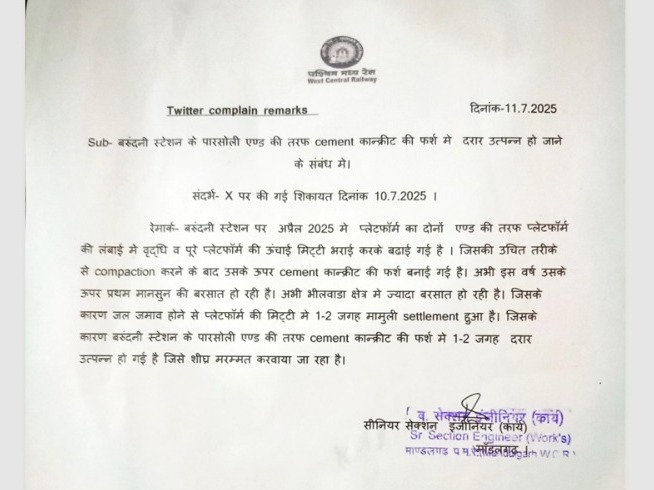 पश्चिम मध्य रेल
West Central Railway
Twitter complain remarks
दिनांक-11.7.2025
Sub- बरुंदनी स्टेशन के पारसोली एण्ड की तरफ cement कान्क्रीट की फर्श मे दरार उत्पन्न हो जाने
के संबंध मे।
संदर्भ- X पर की गई शिकायत दिनांक 10.7.2025 ।
रेमार्क- बरुंदनी स्टेशन पर अप्रैल 2025 मे प्लेटफॉर्म का दोनों एण्ड की तरफ प्लेटफॉर्म
की लंबाई मे वृद्धि व पूरे प्लेटफॉर्म की ऊंचाई मिट्टी भराई करके बढाई गई है । जिसकी उचित तरीके
से compaction करने के बाद उसके ऊपर cement कान्क्रीट की फर्श बनाई गई है। अभी इस वर्ष उसके
ऊपर प्रथम मानसुन की बरसात हो रही है। अभी भीलवाडा क्षेत्र मे ज्यादा बरसात हो रही है। जिसके
कारण जल जमाव होने से प्लेटफॉर्म की मिट्टी मे 1-2 जगह मामुली settlement हुआ है। जिसके
कारण बरुंदनी स्टेशन के पारसोली एण्ड की तरफ cement कान्क्रीट की फर्श मे 1-2 जगह दरार
उत्पन्न हो गई है जिसे शीघ्र मरम्मत करवाया जा रहा है।
व. सेक्शन इंजीनियर (कार्य)
सीनियर सेक्शन इंजीनियर (कार्य)
Sr Section Engineer (Work's)
माण्डलगढ प म रे
माँडलगढ ।